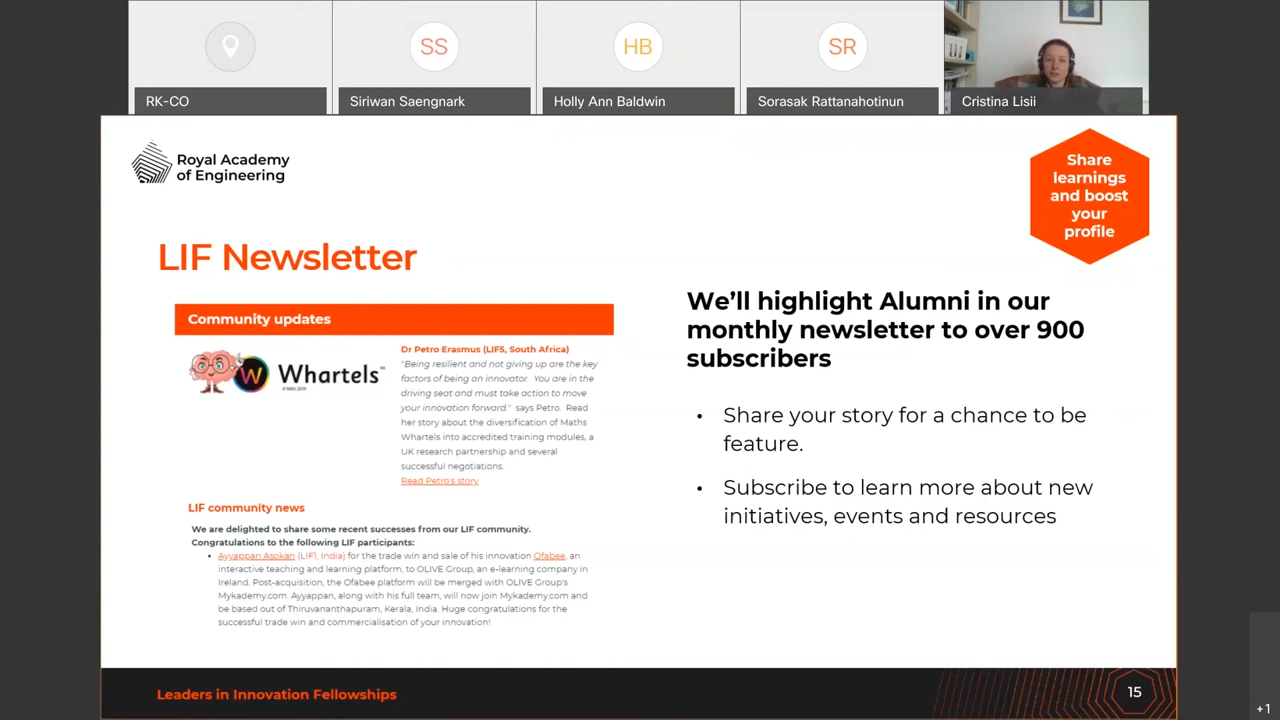 SS
HB
SR
RK-CO
Siriwan Saengnark
Holly Ann Baldwin
Sorasak Rattanahotinun
Cristina Lisii
Royal Academy
of Engineering
Share
learnings
and boost
your
profile
LIF Newsletter
Community updates
W Whartels
Dr Petro Erasmus (LIF5, South Africa)
"Being resilient and not giving up are the key
factors of being an innovator. You are in the
driving seat and must take action to move
your innovation forward." says Petro. Read
her story about the diversification of Maths
Whartels into accredited training modules, a
UK research partnership and several
successful negotiations.
Read Petro's story
LIF community news
We are delighted to share some recent successes from our LIF community.
Congratulations to the following LIF participants:
• Ayyappan Asokan (LIF1, India) for the trade win and sale of his innovation Ofabee, an
interactive teaching and learning platform, to OLIVE Group, an e-learning company in
Ireland. Post-acquisition, the Ofabee platform will be merged with OLIVE Group's
Mykademy.com. Ayyappan, along with his full team, will now join Mykademy.com and
be based out of Thiruvananthapuram, Kerala, India. Huge congratulations for the
successful trade win and commercialisation of your innovation!
We'll highlight Alumni in our
monthly newsletter to over 900
subscribers
• Share your story for a chance to be
feature.
• Subscribe to learn more about new
initiatives, events and resources
Leaders in Innovation Fellowships
15
+1